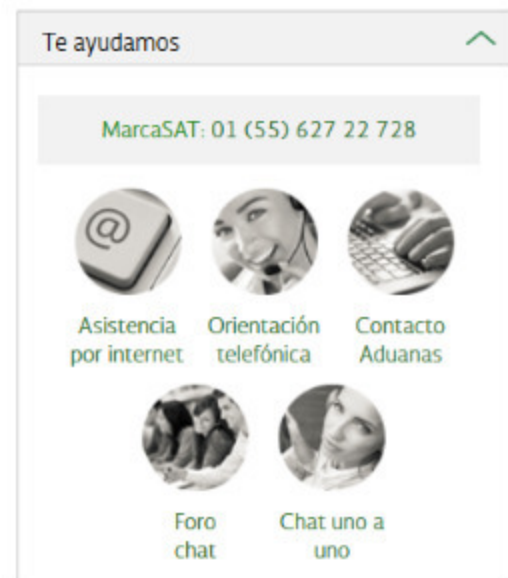 Te ayudamos
MarcaSAT: 01 (55) 627 22 728
@
Asistencia
por internet
Orientación
telefónica
Contacto
Aduanas
Foro
chat
Chat uno a
uno